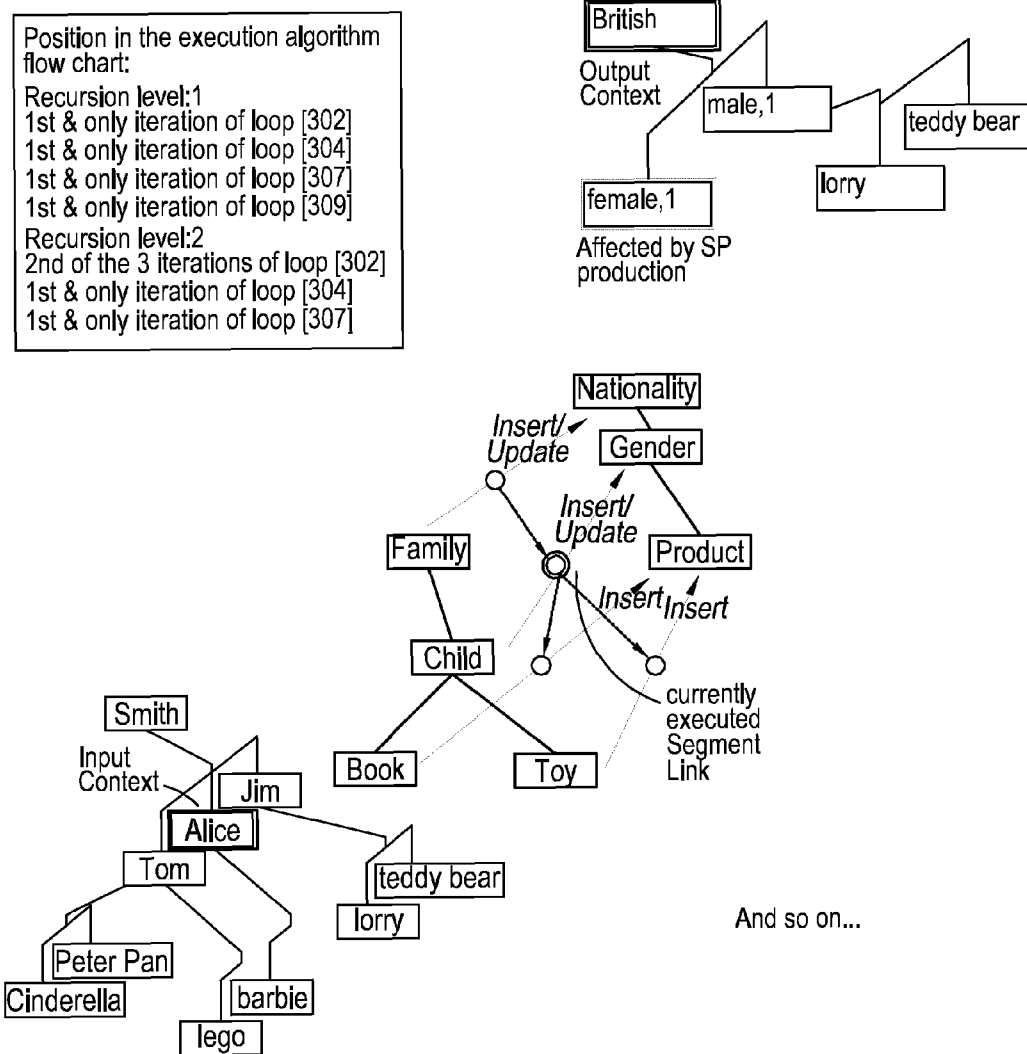 Position in the execution algorithm
flow chart:
Recursion level:1
1st & only iteration of loop [302]
1st & only iteration of loop [304]
1st & only iteration of loop [307]
1st & only iteration of loop [309]
Recursion level:2
2nd of the 3 iterations of loop [302]
1st & only iteration of loop [304]
1st & only iteration of loop [307]
British
Output
Context
male,1
teddy bear
lorry
female,1
Affected by SP
production
Nationality
Insert/
Update
Gender
Insert/
Update
Family
Product
Insert
Insert
Child
currently
executed
Segment
Link
Book
Toy
Smith
Input
Context
Jim
Alice
Tom
teddy bear
lorry
Peter Pan
Cinderella
barbie
lego
And so on...